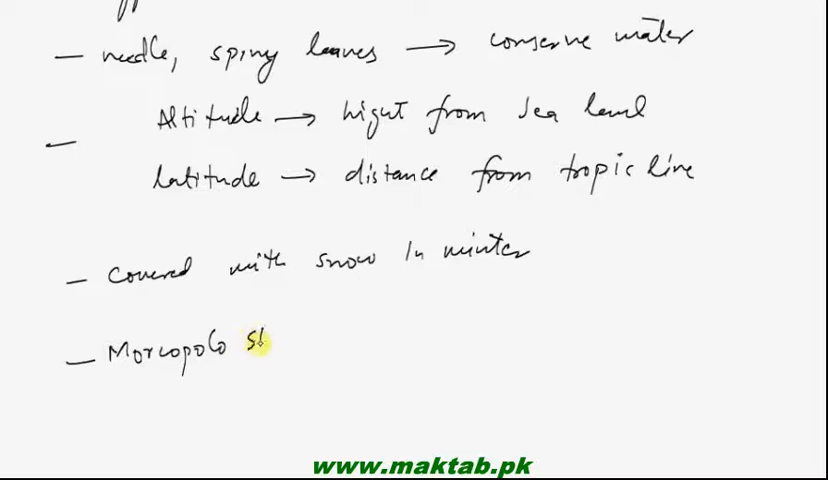 — needle, spiny leaves → conserve water
— Altitude → hight from sea level
latitude → distance from tropic line
— covered with snow In winter
— Morcopolo
www.maktab.pk